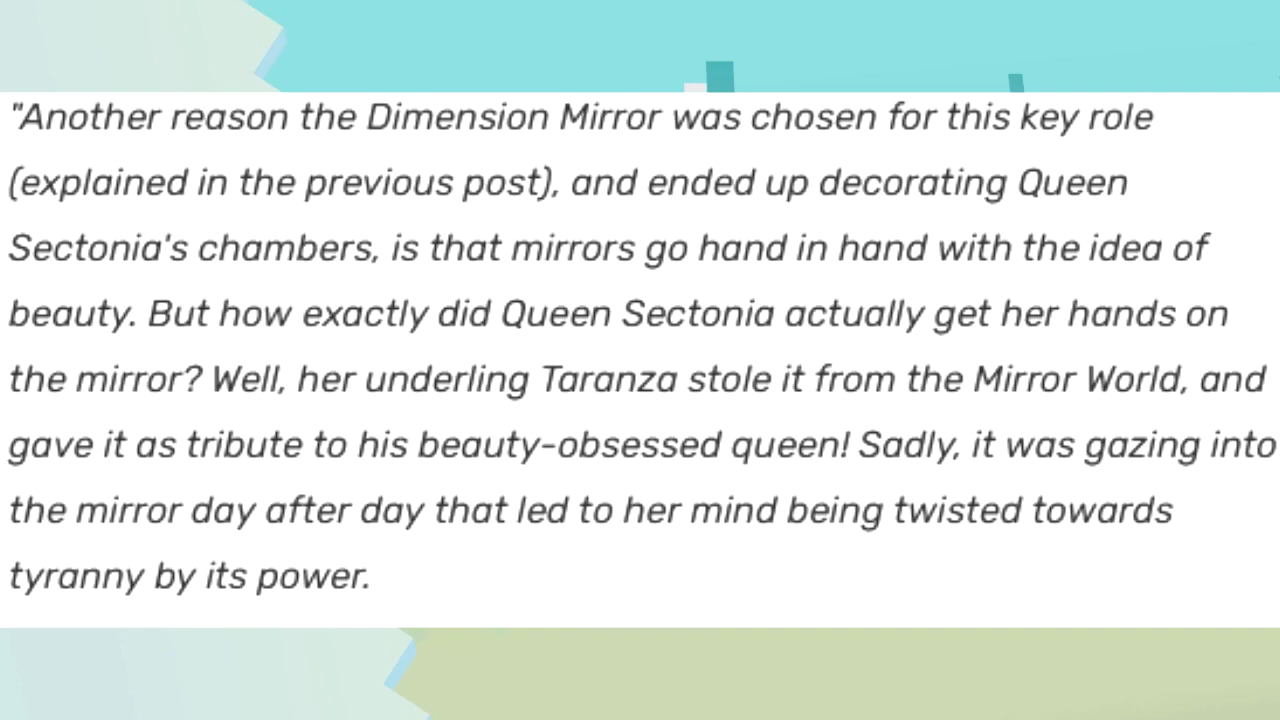 "Another reason the Dimension Mirror was chosen for this key role
(explained in the previous post), and ended up decorating Queen
Sectonia's chambers, is that mirrors go hand in hand with the idea of
beauty. But how exactly did Queen Sectonia actually get her hands on
the mirror? Well, her underling Taranza stole it from the Mirror World, and
gave it as tribute to his beauty-obsessed queen! Sadly, it was gazing into
the mirror day after day that led to her mind being twisted towards
tyranny by its power.